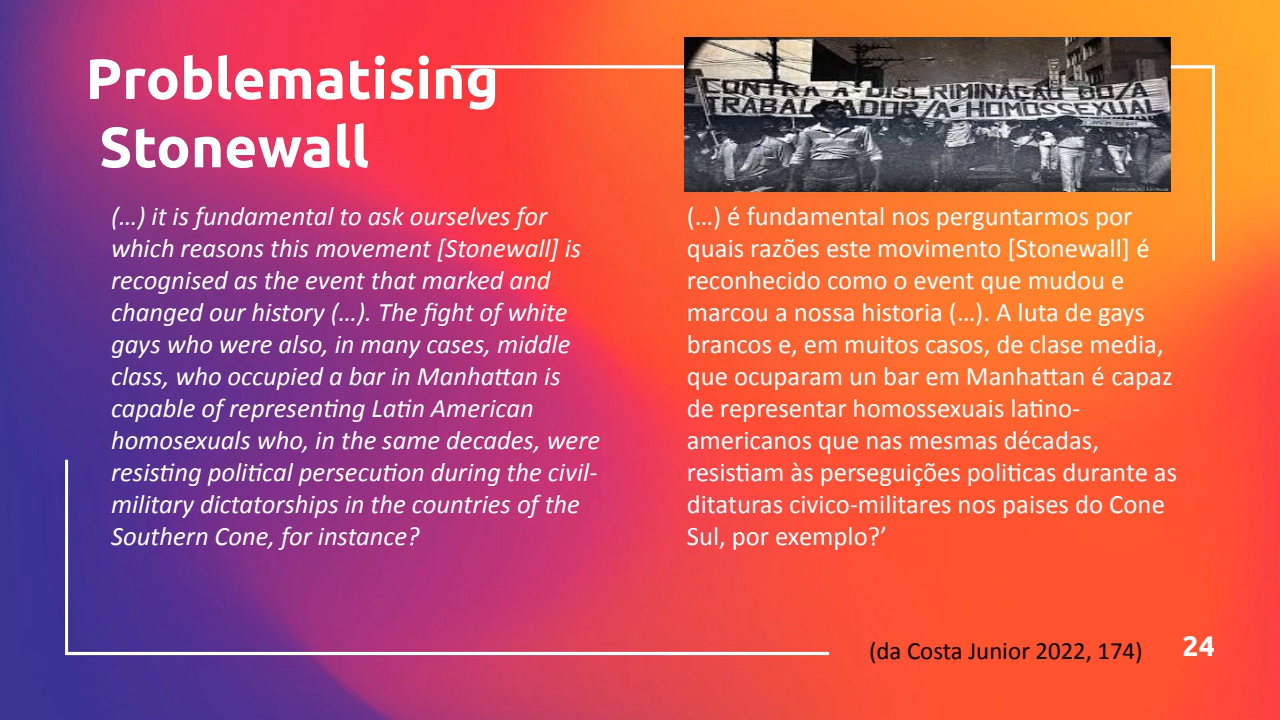 Problematising
Stonewall
CONTRA A DISCRIMINAÇÃO DO/A
TRABALHADOR/A HOMOSSEXUAL
(…) it is fundamental to ask ourselves for
which reasons this movement [Stonewall] is
recognised as the event that marked and
changed our history (…). The fight of white
gays who were also, in many cases, middle
class, who occupied a bar in Manhattan is
capable of representing Latin American
homosexuals who, in the same decades, were
resisting political persecution during the civil-
military dictatorships in the countries of the
Southern Cone, for instance?
(…) é fundamental nos perguntarmos por
quais razões este movimento [Stonewall] é
reconhecido como o event que mudou e
marcou a nossa historia (…). A luta de gays
brancos e, em muitos casos, de clase media,
que ocuparam un bar em Manhattan é capaz
de representar homossexuais latino-
americanos que nas mesmas décadas,
resistiam às perseguições politicas durante as
ditaturas civico-militares nos paises do Cone
Sul, por exemplo?’
(da Costa Junior 2022, 174)
24